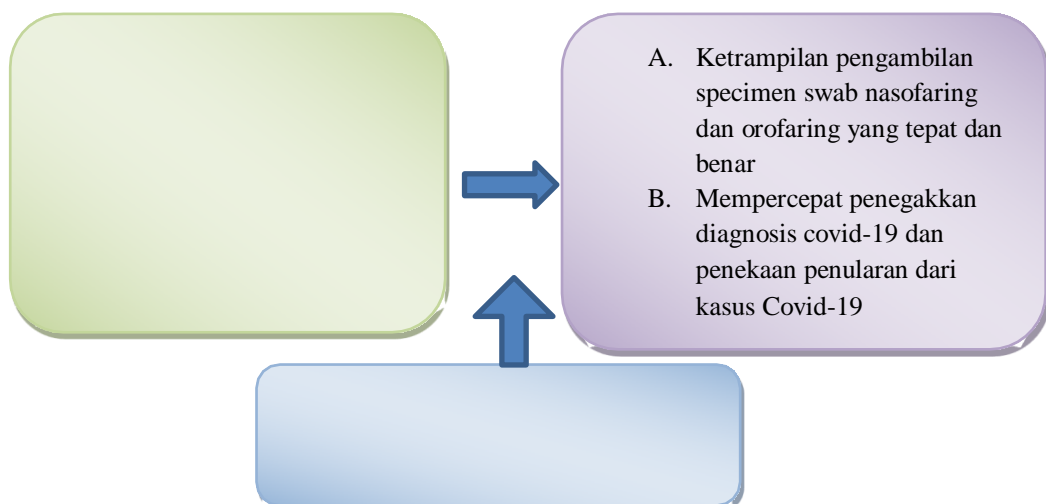 A. Ketrampilan pengambilan
specimen swab nasofaring
dan orofaring yang tepat dan
benar
B. Mempercepat penegakkan
diagnosis covid-19 dan
penekaan penularan dari
kasus Covid-19